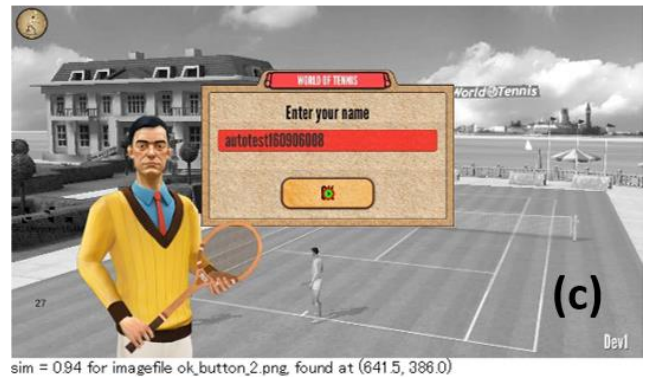 WORLD OF TENNIS
World Tennis
Enter your name
autotest160906008
27
(c)
Dev1
sim = 0.94 for imagefile ok_button_2.png, found at (641.5, 386.0)